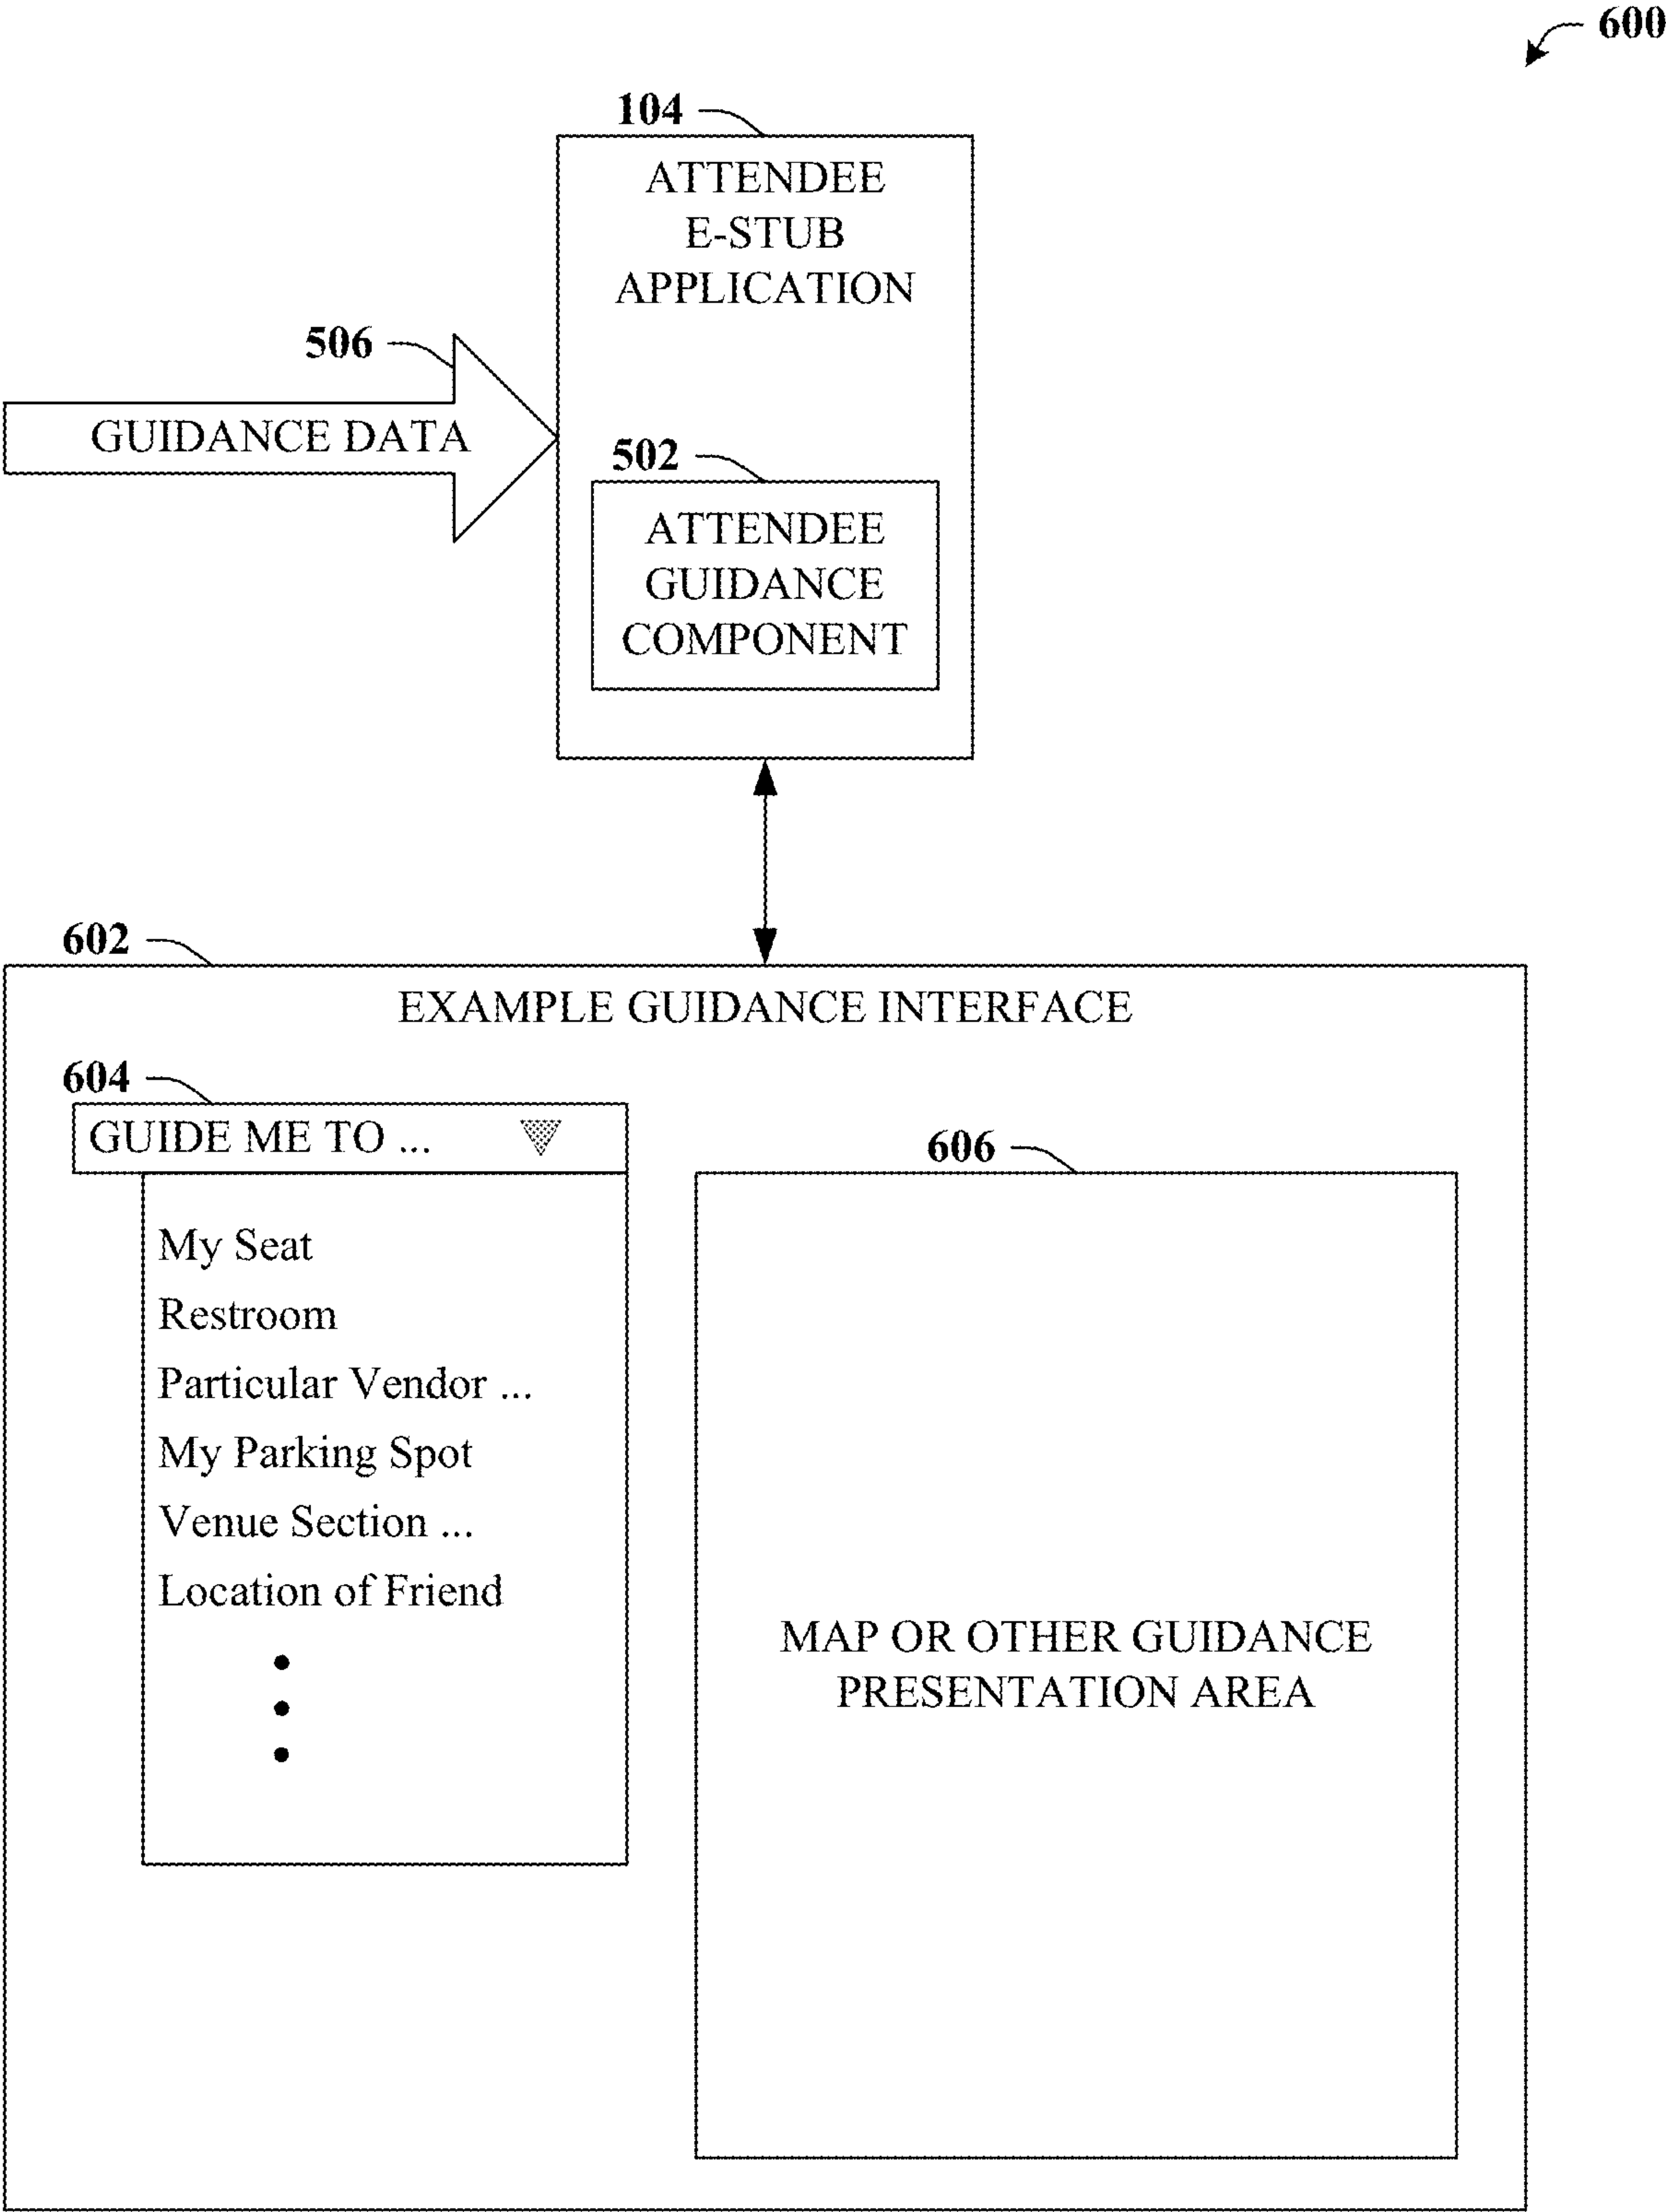 600
104
ATTENDEE
E-STUB
APPLICATION
506
GUIDANCE DATA
502
ATTENDEE
GUIDANCE
COMPONENT
602
EXAMPLE GUIDANCE INTERFACE
604
GUIDE ME TO ...
606
My Seat
Restroom
Particular Vendor ...
My Parking Spot
Venue Section ...
Location of Friend
MAP OR OTHER GUIDANCE
PRESENTATION AREA